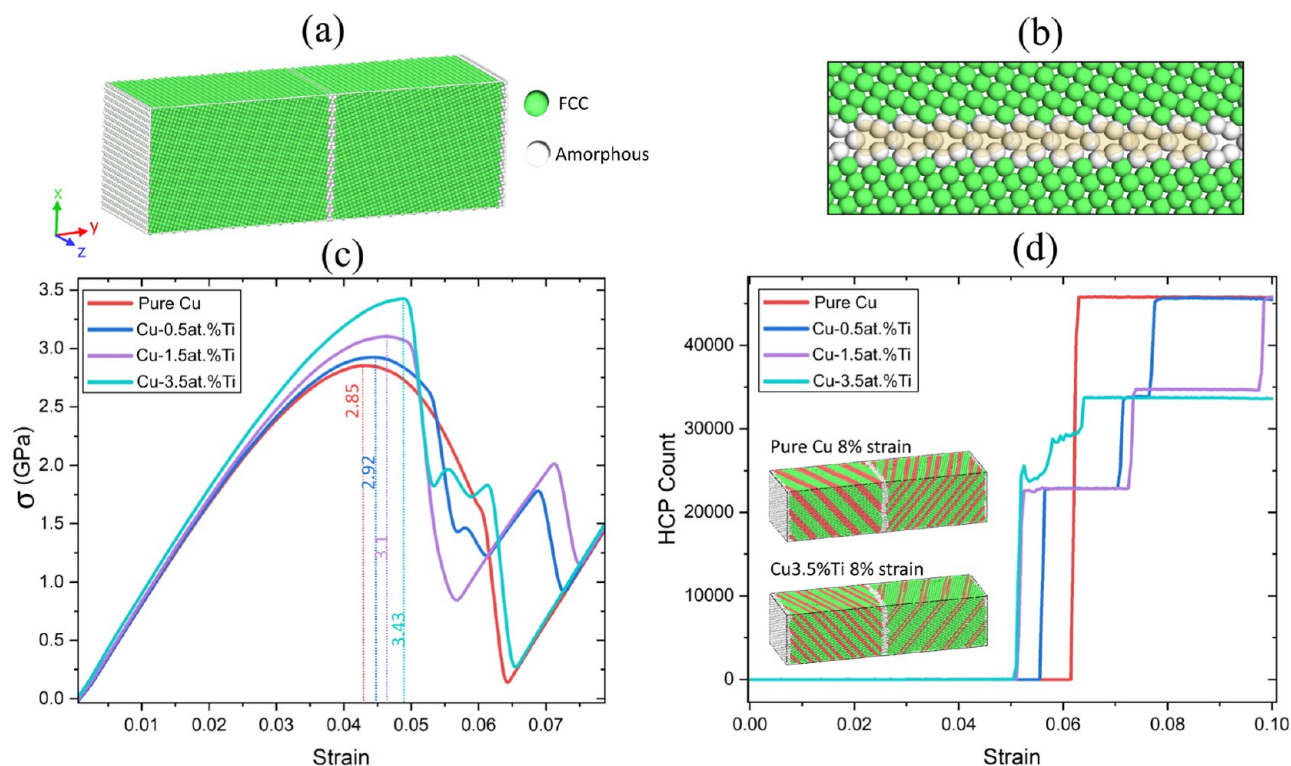 (a)
FCC
Amorphous
x
y
z
(b)
(c)
3.5
3.0
2.5
2.0
1.5
1.0
0.5
0.0
σ (GPa)
Pure Cu
Cu-0.5at.%Ti
Cu-1.5at.%Ti
Cu-3.5at.%Ti
2.85
2.92
3.1
3.43
0.01 0.02 0.03 0.04 0.05 0.06 0.07
Strain
(d)
40000
30000
20000
10000
0
HCP Count
Pure Cu
Cu-0.5at.%Ti
Cu-1.5at.%Ti
Cu-3.5at.%Ti
Pure Cu 8% strain
Cu3.5%Ti 8% strain
0.00 0.02 0.04 0.06 0.08 0.10
Strain